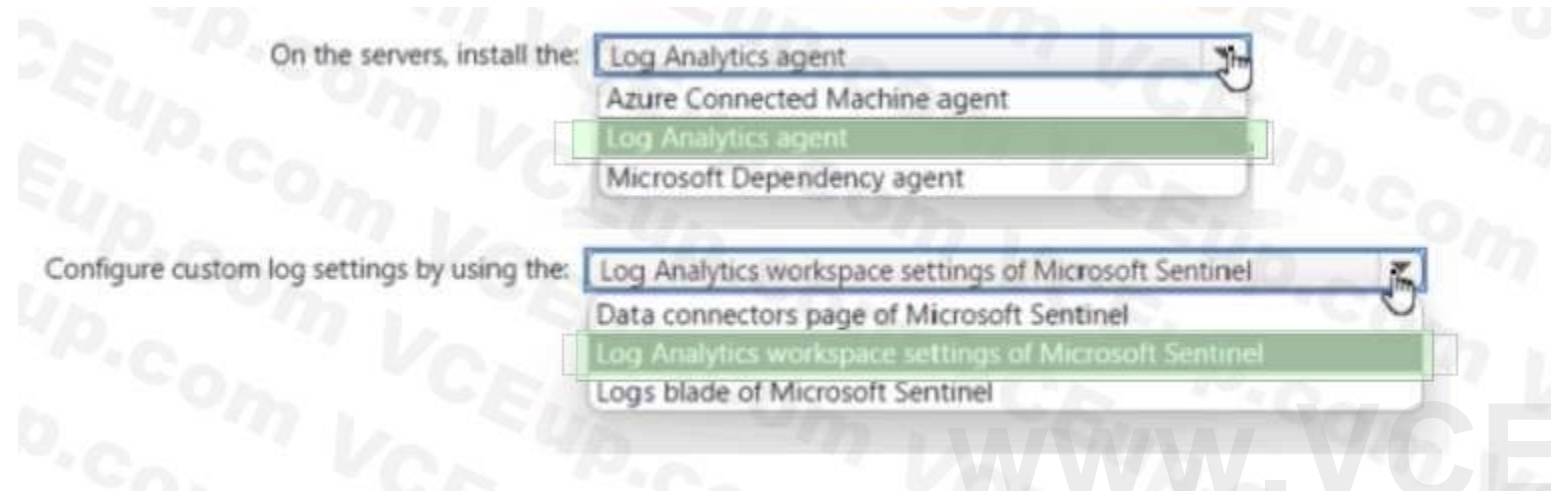 On the servers, install the: Log Analytics agent
Azure Connected Machine agent
Log Analytics agent
Microsoft Dependency agent
Configure custom log settings by using the: Log Analytics workspace settings of Microsoft Sentinel
Data connectors page of Microsoft Sentinel
Log Analytics workspace settings of Microsoft Sentinel
Logs blade of Microsoft Sentinel
www.VCE